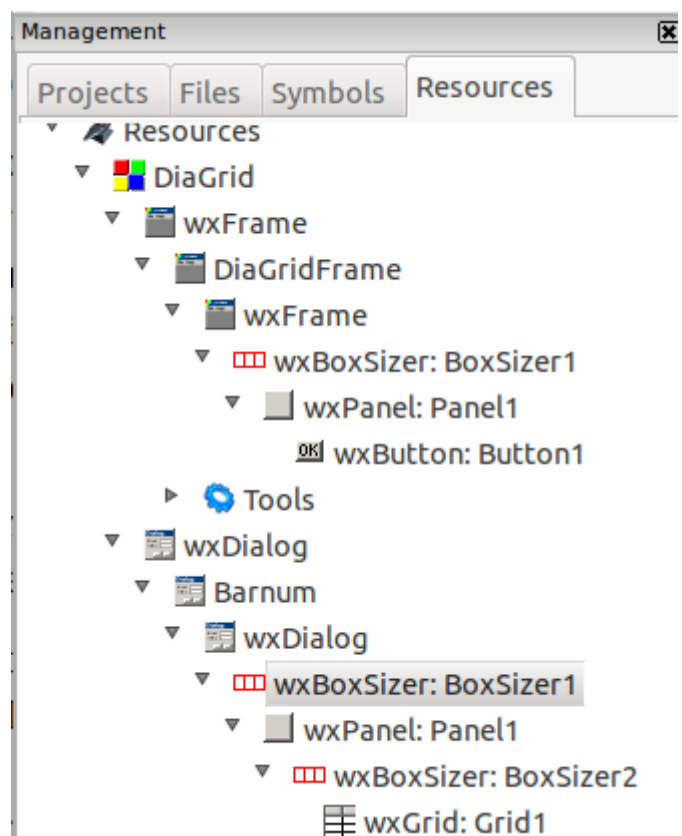 Management
Projects Files Symbols Resources
Resources
DiaGrid
wxFrame
DiaGridFrame
wxFrame
wxBoxSizer: BoxSizer1
wxPanel: Panel1
OK wxButton: Button1
Tools
wxDialog
Barnum
wxDialog
wxBoxSizer: BoxSizer1
wxPanel: Panel1
wxBoxSizer: BoxSizer2
wxGrid: Grid1